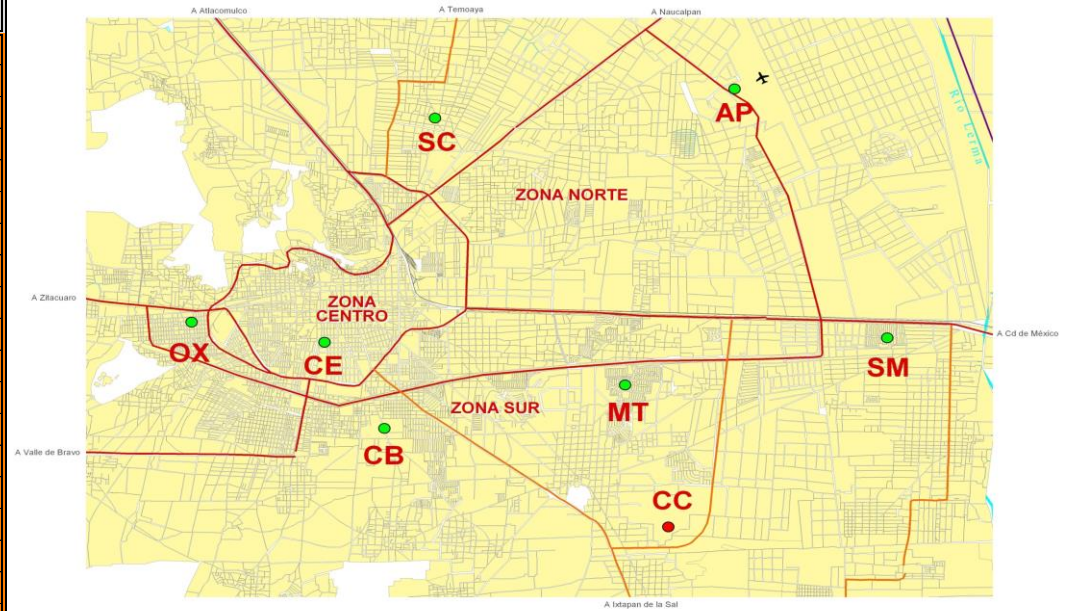 A Atlacomulco
A Temoaya
A Naucalpan
AP
SC
Río Lerma
ZONA NORTE
A Zitacuaro
ZONA
CENTRO
A Cd de México
OX
CE
SM
ZONA SUR
MT
CB
A Valle de Bravo
CC
A Ixtapan de la Sal